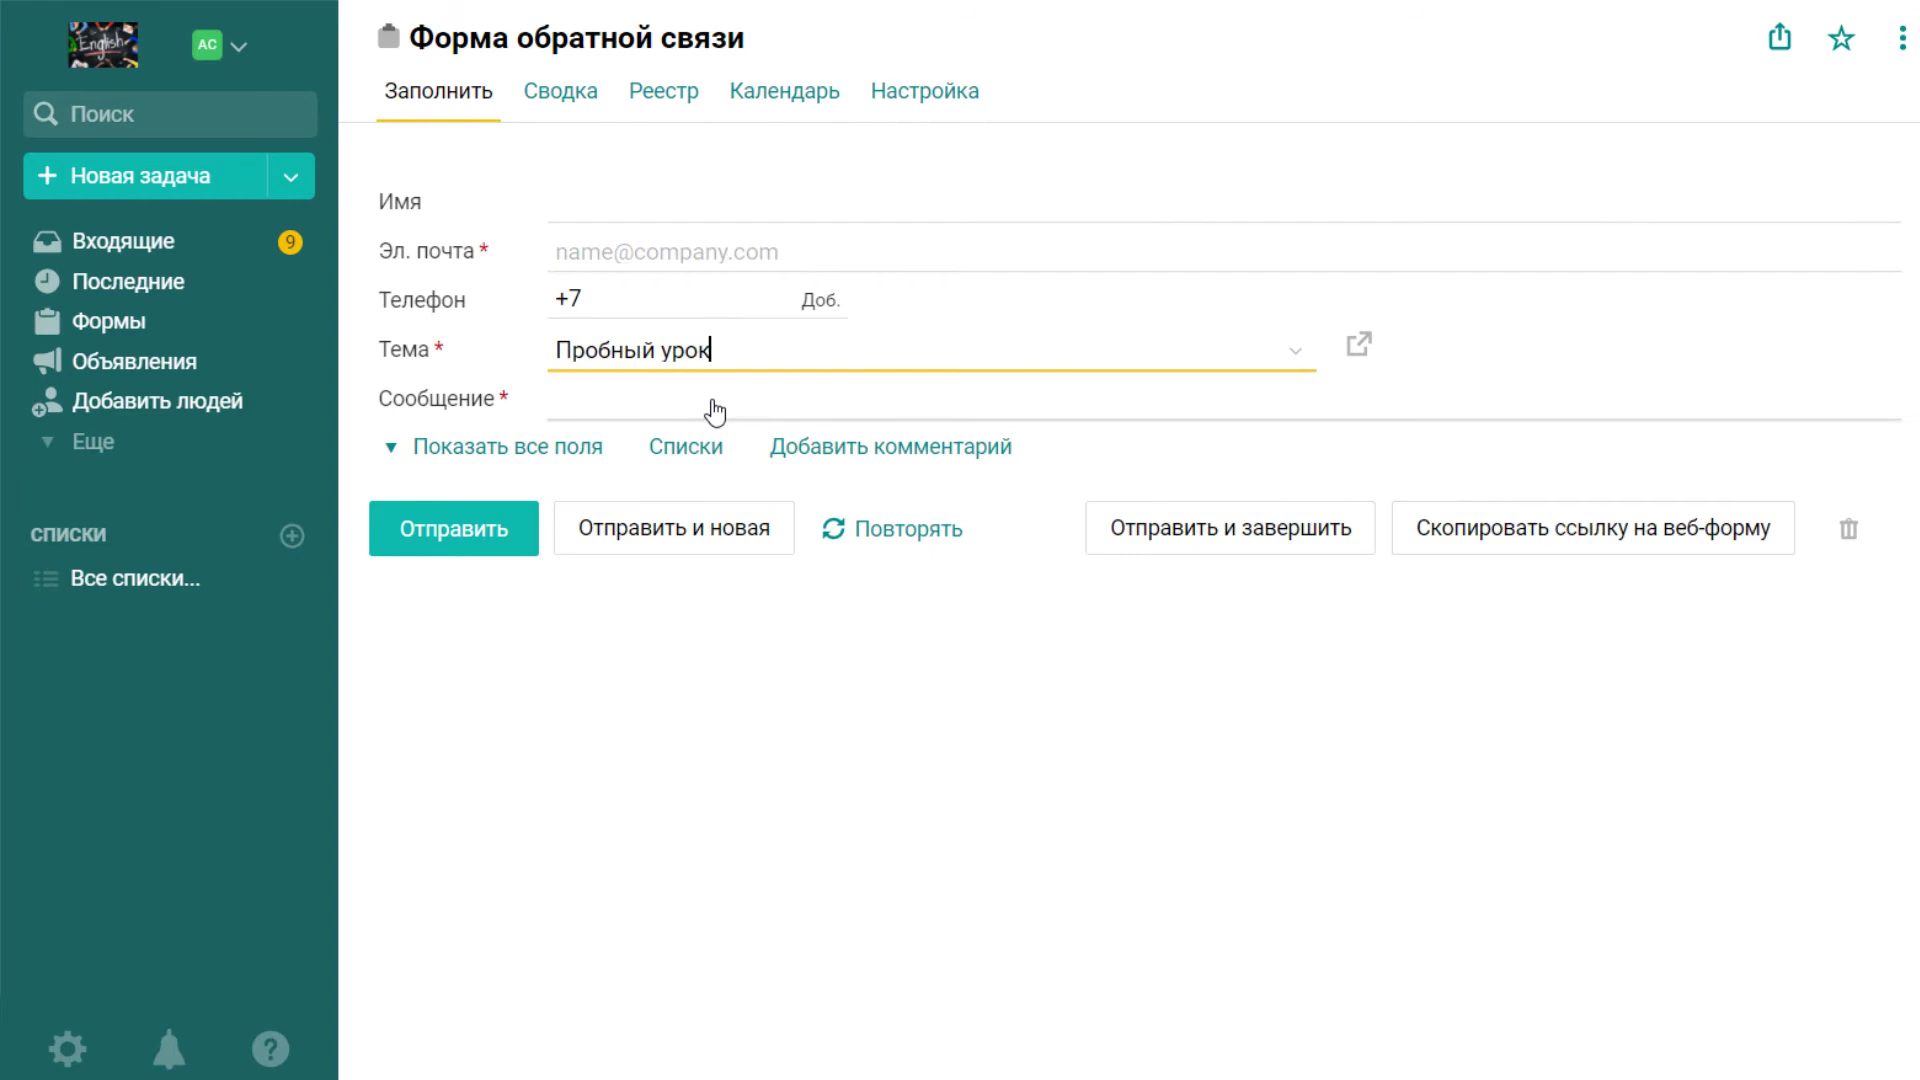 English
AC
Поиск
Новая задача
Входящие
9
Последние
Формы
Объявления
Добавить людей
Еще
СПИСКИ
Все списки...
Форма обратной связи
Заполнить Сводка Реестр Календарь Настройка
Имя
Эл. почта * name@company.com
Телефон +7 Доб.
Тема * Пробный урок
Сообщение *
Показать все поля Списки Добавить комментарий
Отправить Отправить и новая Повторять Отправить и завершить Скопировать ссылку на веб-форму